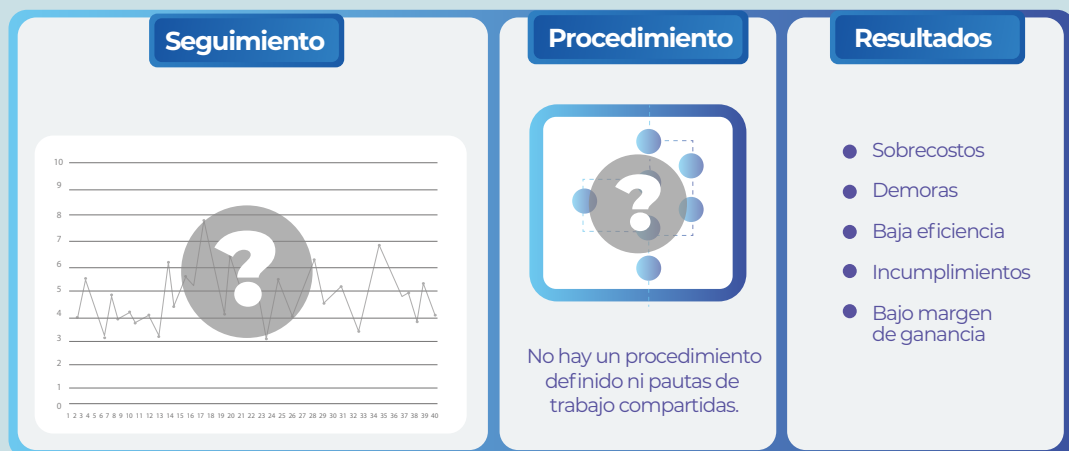 Seguimiento
10
9
8
7
6
5
4
3
2
1
0
1 2 3 4 5 6 7 8 9 10 11 12 13 14 15 16 17 18 19 20 21 22 23 24 25 26 27 28 29 30 31 32 33 34 35 36 37 38 39 40
?
Procedimiento
?
No hay un procedimiento
definido ni pautas de
trabajo compartidas.
Resultados
Sobrecostos
Demoras
Baja eficiencia
Incumplimientos
Bajo margen
de ganancia